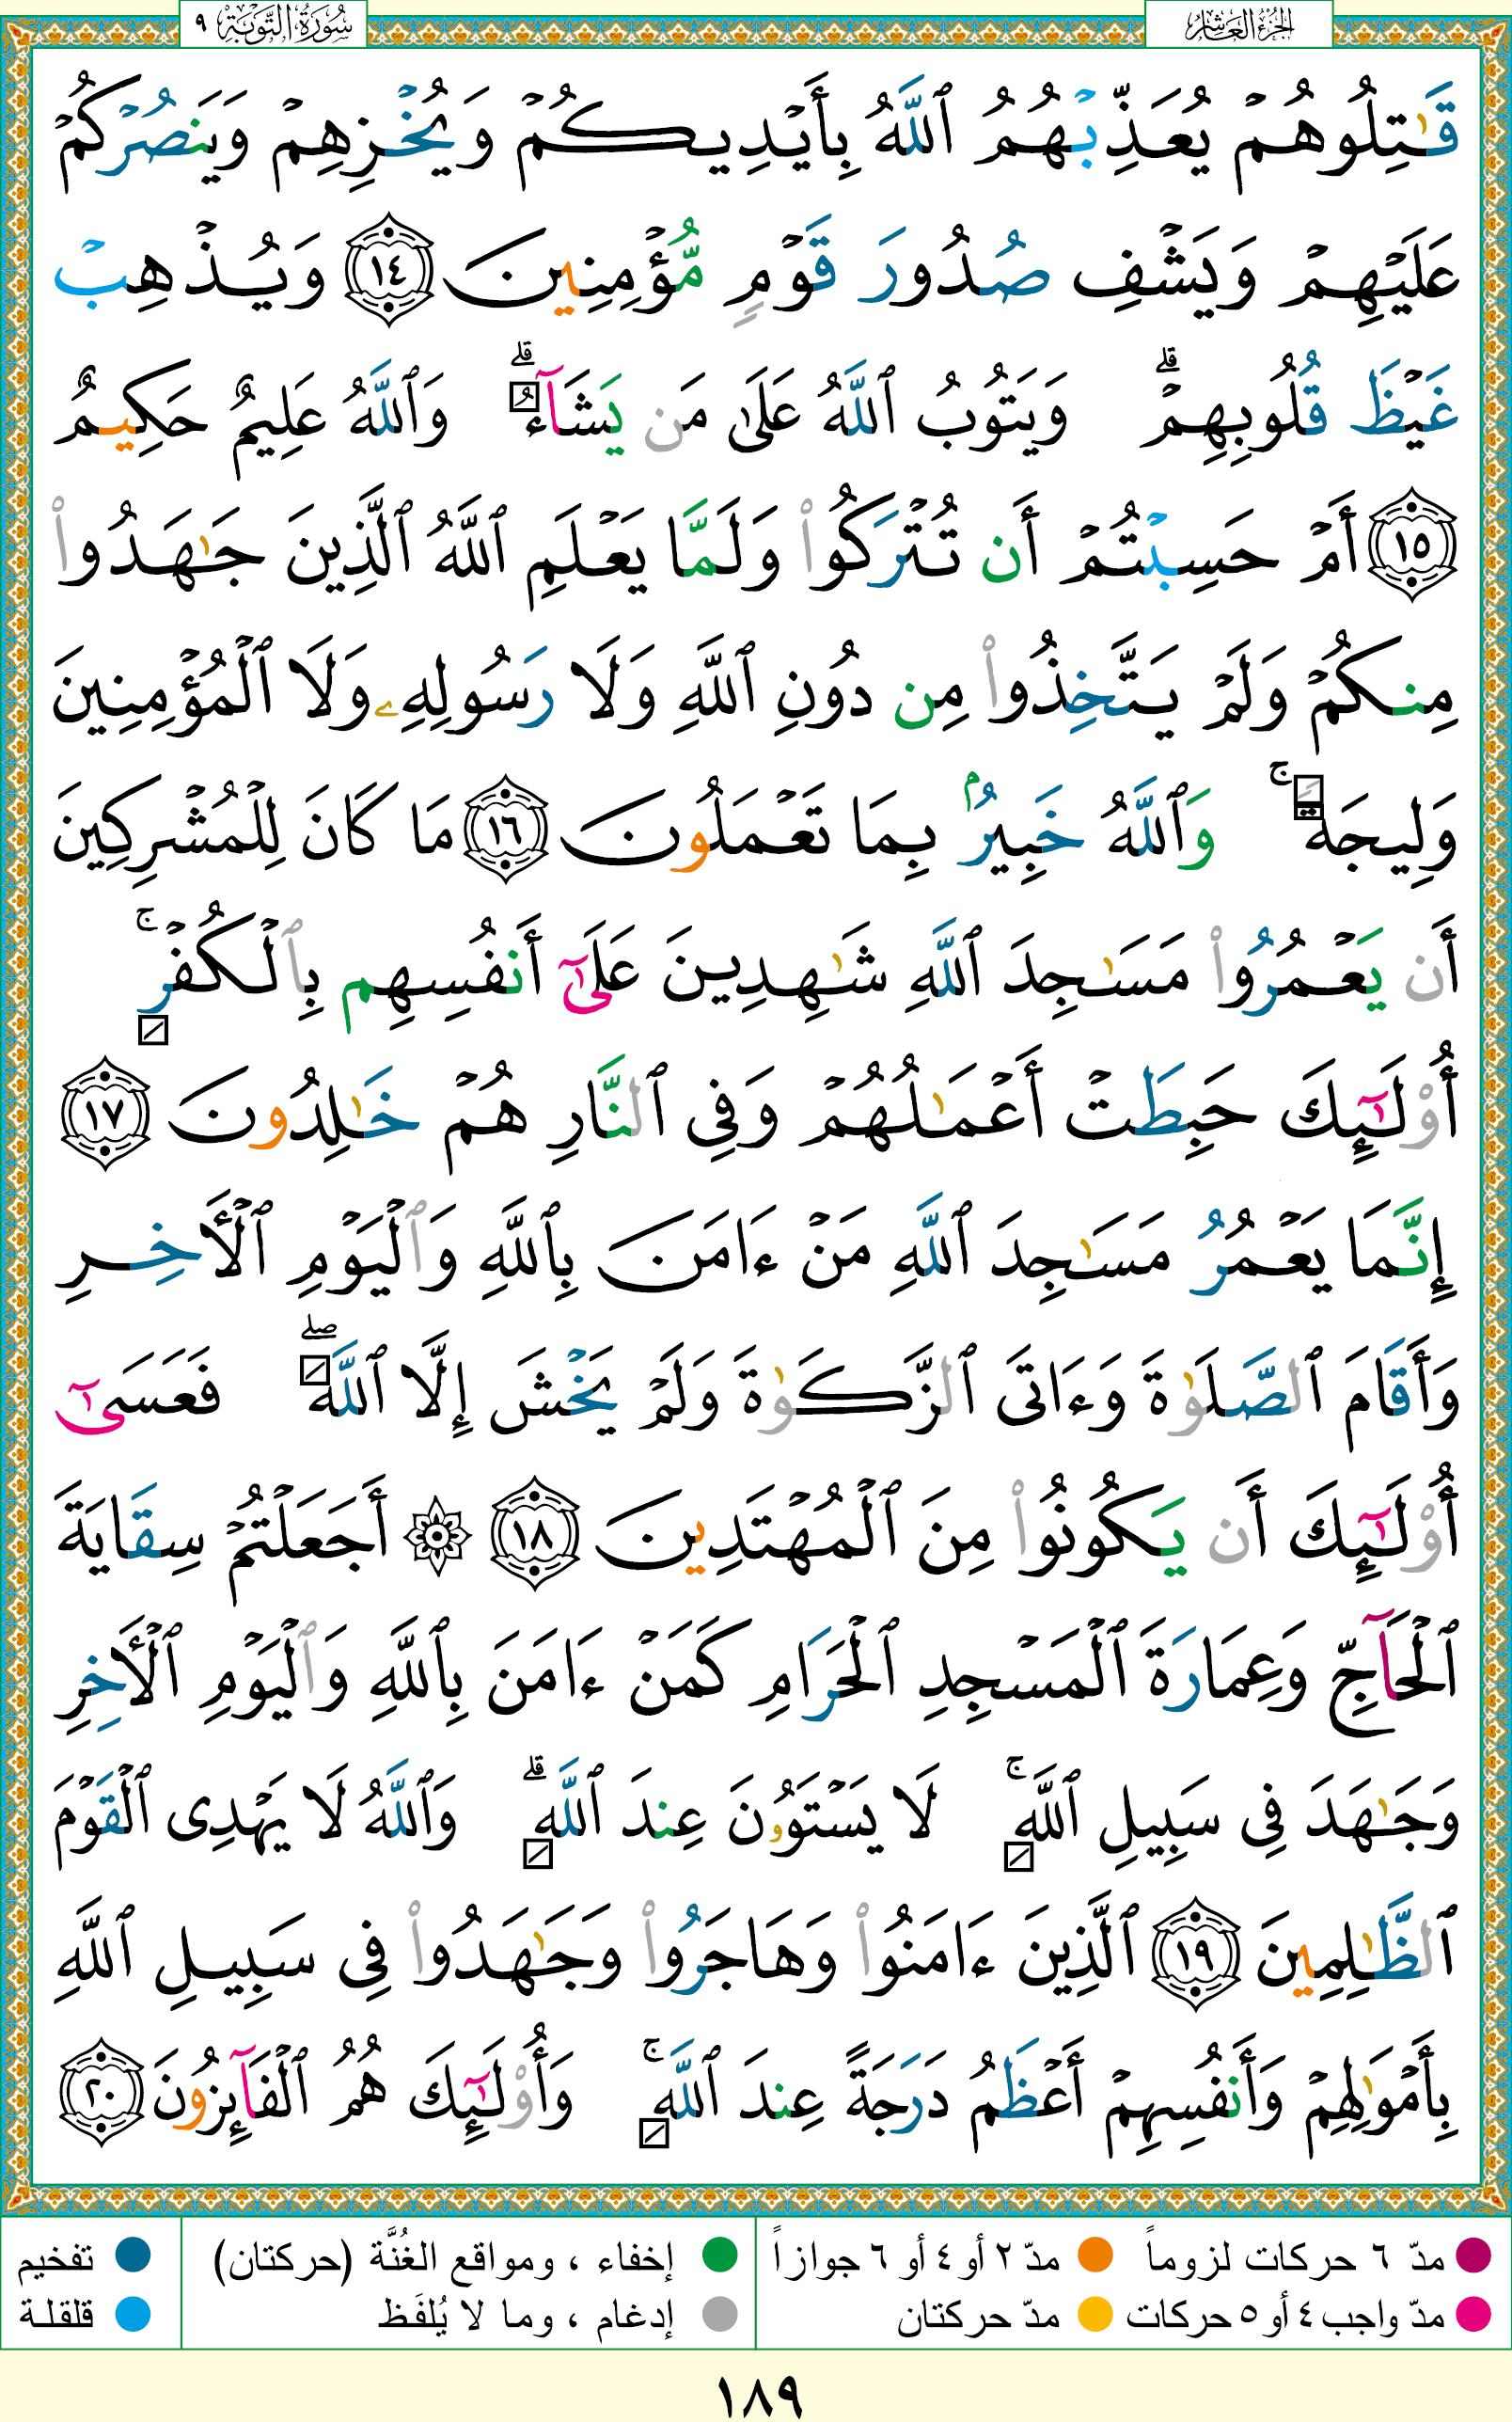 الجزء العاشر
سورة التوبة ٩
قَٰتِلُوهُمۡ يُعَذِّبۡهُمُ ٱللَّهُ بِأَيۡدِيكُمۡ وَيُخۡزِهِمۡ وَيَنصُرۡكُمۡ
عَلَيۡهِمۡ وَيَشۡفِ صُدُورَ قَوۡمٍ مُّؤۡمِنِينَ ١٤ وَيُذۡهِبۡ
غَيۡظَ قُلُوبِهِمۡۗ وَيَتُوبُ ٱللَّهُ عَلَىٰ مَن يَشَآءُۗ وَٱللَّهُ عَلِيمٌ حَكِيمٌ
١٥ أَمۡ حَسِبۡتُمۡ أَن تُتۡرَكُوا۟ وَلَمَّا يَعۡلَمِ ٱللَّهُ ٱلَّذِينَ جَٰهَدُوا۟
مِنكُمۡ وَلَمۡ يَتَّخِذُوا۟ مِن دُونِ ٱللَّهِ وَلَا رَسُولِهِۦ وَلَا ٱلۡمُؤۡمِنِينَ
وَلِيجَةًۚ وَٱللَّهُ خَبِيرُۢ بِمَا تَعۡمَلُونَ ١٦ مَا كَانَ لِلۡمُشۡرِكِينَ
أَن يَعۡمُرُوا۟ مَسَٰجِدَ ٱللَّهِ شَٰهِدِينَ عَلَىٰٓ أَنفُسِهِم بِٱلۡكُفۡرِۚ
أُو۟لَٰٓئِكَ حَبِطَتۡ أَعۡمَٰلُهُمۡ وَفِى ٱلنَّارِ هُمۡ خَٰلِدُونَ ١٧
إِنَّمَا يَعۡمُرُ مَسَٰجِدَ ٱللَّهِ مَنۡ ءَامَنَ بِٱللَّهِ وَٱلۡيَوۡمِ ٱلۡأَخِرِ
وَأَقَامَ ٱلصَّلَوٰةَ وَءَاتَى ٱلزَّكَوٰةَ وَلَمۡ يَخۡشَ إِلَّا ٱللَّهَۖ فَعَسَىٰٓ
أُو۟لَٰٓئِكَ أَن يَكُونُوا۟ مِنَ ٱلۡمُهۡتَدِينَ ١٨ ۞ أَجَعَلۡتُمۡ سِقَايَةَ
ٱلۡحَآجِّ وَعِمَارَةَ ٱلۡمَسۡجِدِ ٱلۡحَرَامِ كَمَنۡ ءَامَنَ بِٱللَّهِ وَٱلۡيَوۡمِ ٱلۡأَخِرِ
وَجَٰهَدَ فِى سَبِيلِ ٱللَّهِۚ لَا يَسۡتَوُۥنَ عِندَ ٱللَّهِۗ وَٱللَّهُ لَا يَهۡدِى ٱلۡقَوۡمَ
ٱلظَّٰلِمِينَ ١٩ ٱلَّذِينَ ءَامَنُوا۟ وَهَاجَرُوا۟ وَجَٰهَدُوا۟ فِى سَبِيلِ ٱللَّهِ
بِأَمۡوَٰلِهِمۡ وَأَنفُسِهِمۡ أَعۡظَمُ دَرَجَةً عِندَ ٱللَّهِۚ وَأُو۟لَٰٓئِكَ هُمُ ٱلۡفَآئِزُونَ ٢٠
مدّ ٦ حركات لزوماً مدّ ٢ أو ٤ أو ٦ جوازاً إخفاء ، ومواقع الغُنَّة (حركتان) تفخيم
مدّ واجب ٤ أو ٥ حركات مدّ حركتان إدغام ، وما لا يُلفَظ قلقلة
١٨٩